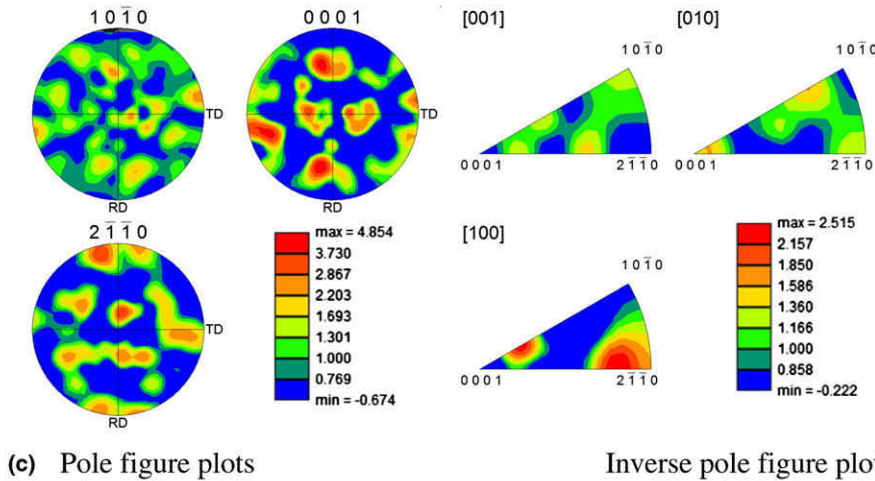 1 0 1̅ 0
0 0 0 1
TD
TD
RD
RD
2 1̅ 1̅ 0
TD
RD
max = 4.854
3.730
2.867
2.203
1.693
1.301
1.000
0.769
min = -0.674
[001]
1 0 1̅ 0
0 0 0 1
2 1̅ 1̅ 0
[010]
1 0 1̅ 0
0 0 0 1
2 1̅ 1̅ 0
[100]
1 0 1̅ 0
0 0 0 1
2 1̅ 1̅ 0
max = 2.515
2.157
1.850
1.586
1.360
1.166
1.000
0.858
min = -0.222
(c) Pole figure plots
Inverse pole figure plo